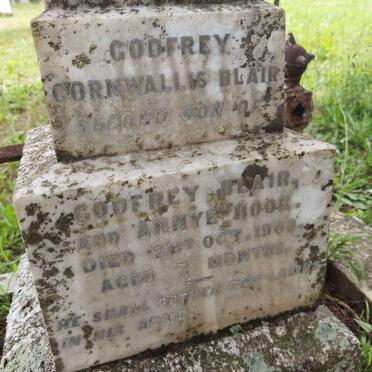 GODFREY
CORNWALLIS BLAIR
SECOND SON OF
GODFREY BLAIR,
AND ANNYE HOOK.
DIED 31ST OCT. 
AGED MONTHS.
HE SHALL GATHER THE LAMBS
IN HIS ARMS.